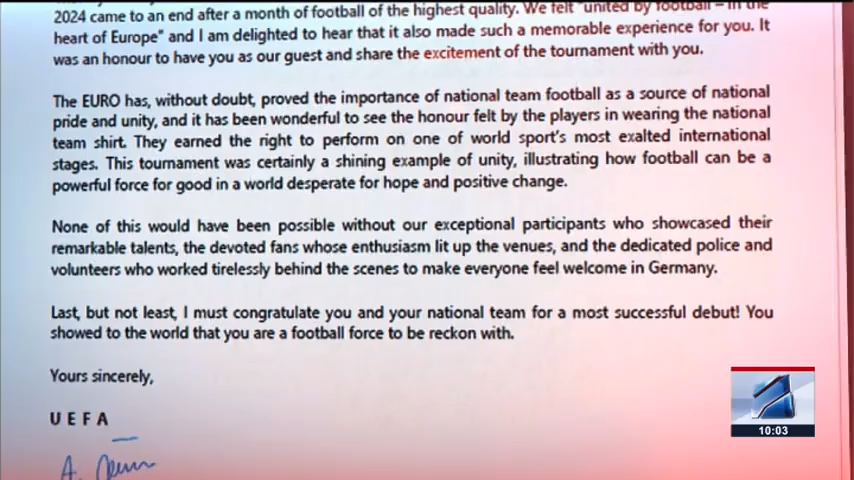 2024 came to an end after a month of football of the highest quality. We felt "united by football – in the
heart of Europe" and I am delighted to hear that it also made such a memorable experience for you. It
was an honour to have you as our guest and share the excitement of the tournament with you.
The EURO has, without doubt, proved the importance of national team football as a source of national
pride and unity, and it has been wonderful to see the honour felt by the players in wearing the national
team shirt. They earned the right to perform on one of world sport's most exalted international
stages. This tournament was certainly a shining example of unity, illustrating how football can be a
powerful force for good in a world desperate for hope and positive change.
None of this would have been possible without our exceptional participants who showcased their
remarkable talents, the devoted fans whose enthusiasm lit up the venues, and the dedicated police and
volunteers who worked tirelessly behind the scenes to make everyone feel welcome in Germany.
Last, but not least, I must congratulate you and your national team for a most successful debut! You
showed to the world that you are a football force to be reckon with.
Yours sincerely,
UEFA
A.
10:03